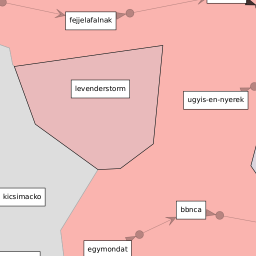 fejjelafalnak
levenderstorm
ugyis-en-nyerek
kicsimacko
bbnca
egymondat